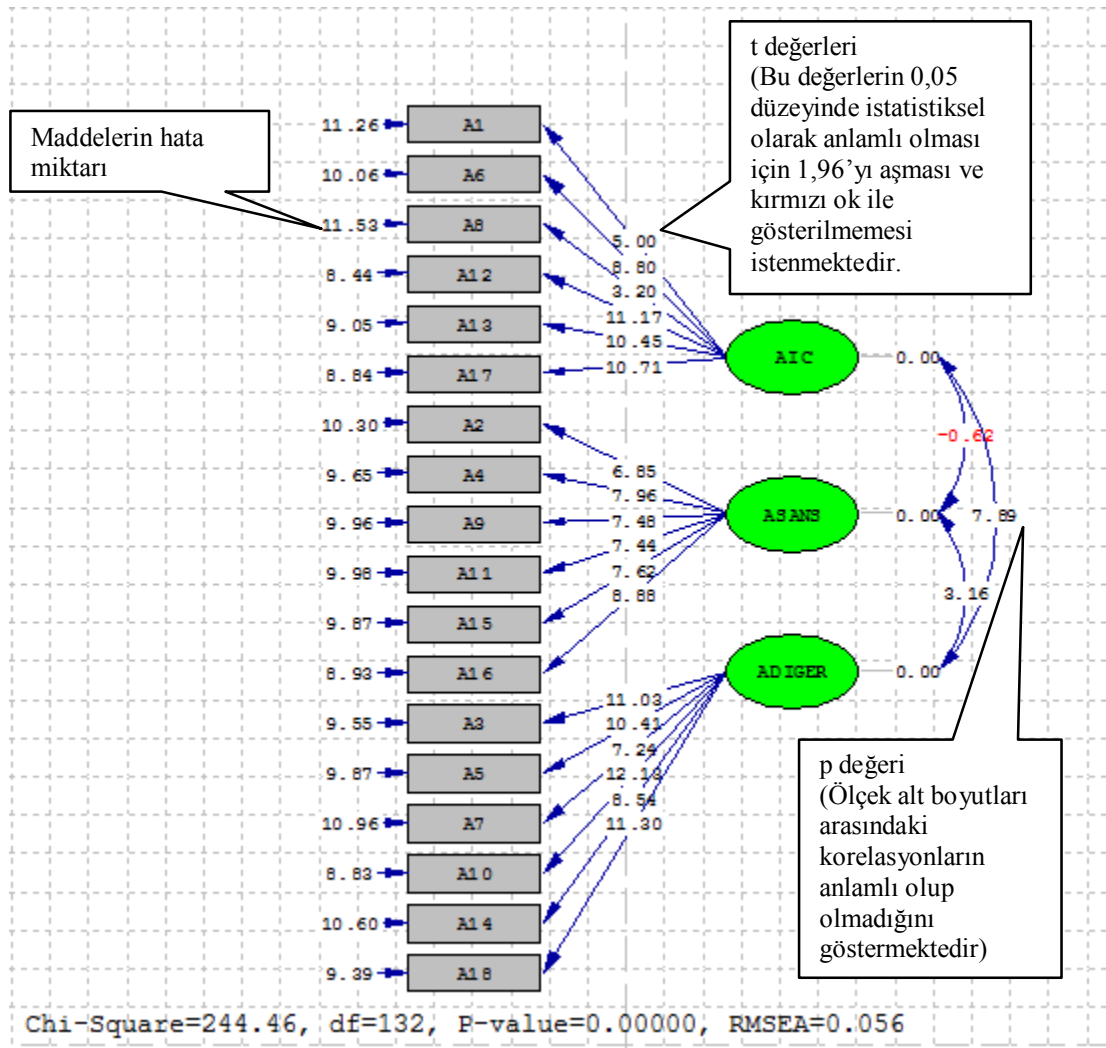 t değerleri
(Bu değerlerin 0,05
düzeyinde istatistiksel
olarak anlamlı olması
için 1,96’yı aşması ve
kırmızı ok ile
gösterilmemesi
istenmektedir.
Maddelerin hata
miktarı
11.26 A1
10.06 A6
11.53 A8
8.44 A12
9.05 A13
8.84 A17
10.30 A2
9.65 A4
9.96 A9
9.98 A11
9.87 A15
8.93 A16
9.55 A3
9.87 A5
10.96 A7
8.83 A10
10.60 A14
9.39 A18
5.00
8.80
3.20
11.17
10.45
10.71
6.85
7.96
7.48
7.44
7.62
8.88
11.03
10.41
7.24
12.13
8.54
11.30
AIC 0.00
ASANS 0.00
ADIGER 0.00
-0.62
7.89
3.16
p değeri
(Ölçek alt boyutları
arasındaki
korelasyonların
anlamlı olup
olmadığını
göstermektedir)
Chi-Square=244.46, df=132, P-value=0.00000, RMSEA=0.056